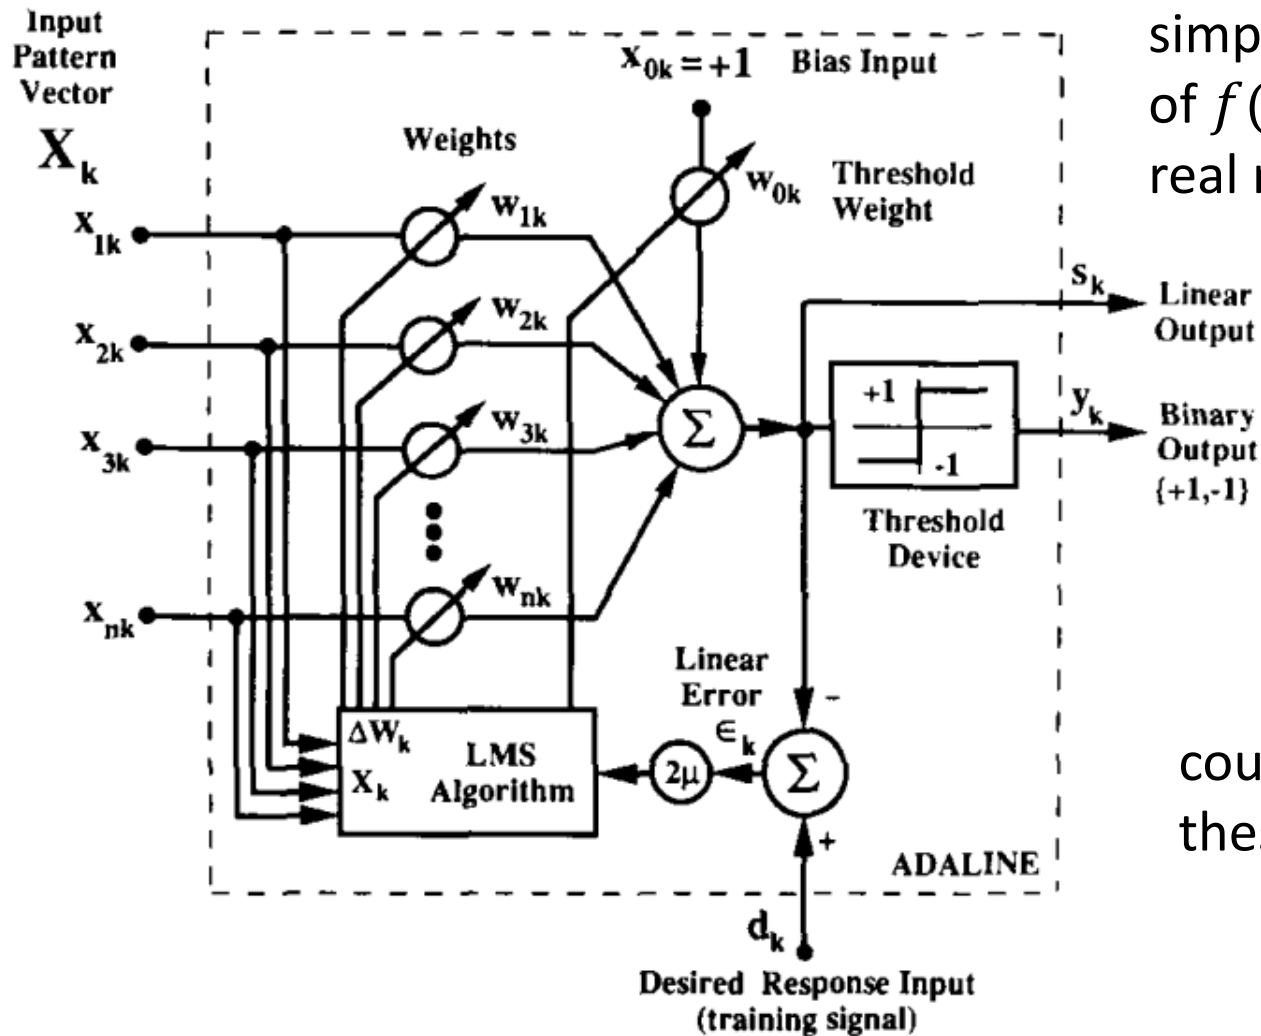 Input
Pattern
Vector
X_k
x_1k
x_2k
x_3k
x_nk
Weights
w_1k
w_2k
w_3k
w_nk
x_0k = +1 Bias Input
w_0k
Threshold
Weight
Σ
+1
-1
Threshold
Device
s_k
Linear
Output
y_k
Binary
Output
{+1,-1}
Linear
Error
∈_k
−
Σ
+
2μ
ΔW_k
X_k
LMS
Algorithm
ADALINE
d_k
Desired Response Input
(training signal)
simp
of f(
real
cou
the